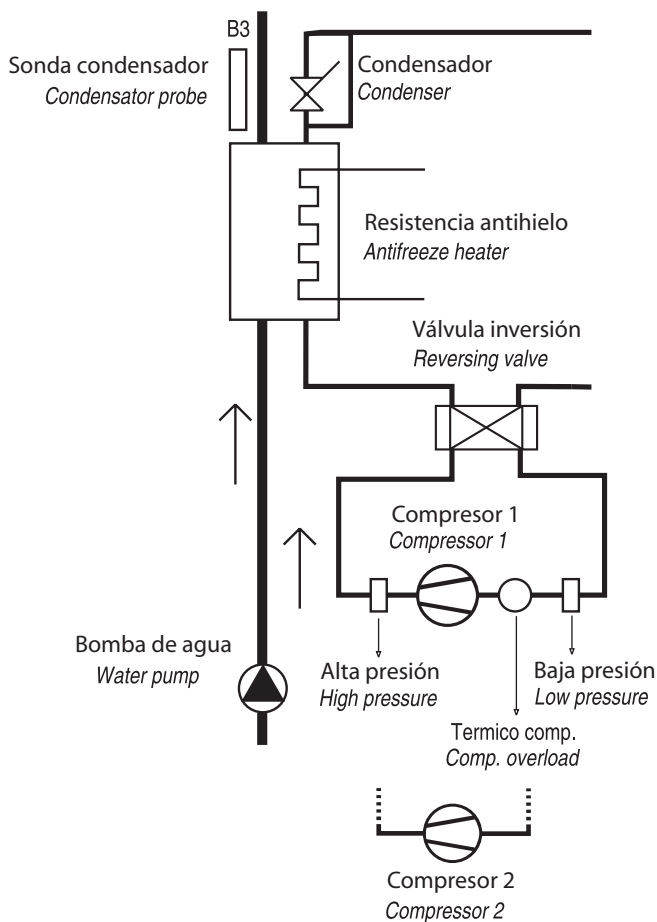 B3
Sonda condensador
Condensator probe
Condensador
Condenser
Resistencia antihielo
Antifreeze heater
Válvula inversión
Reversing valve
Compresor 1
Compressor 1
Bomba de agua
Water pump
Alta presión
High pressure
Baja presión
Low pressure
Termico comp.
Comp. overload
Compresor 2
Compressor 2